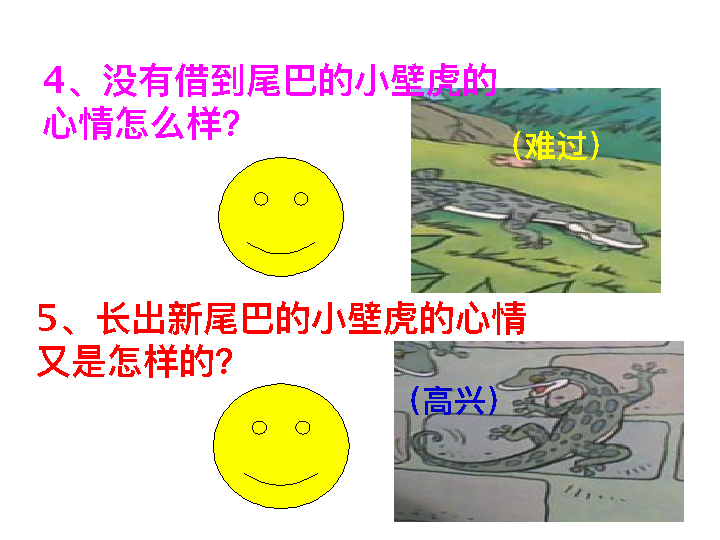 4、没有借到尾巴的小壁虎的
心情怎么样?
（难过）
5、长出新尾巴的小壁虎的心情
又是怎样的?
（高兴）